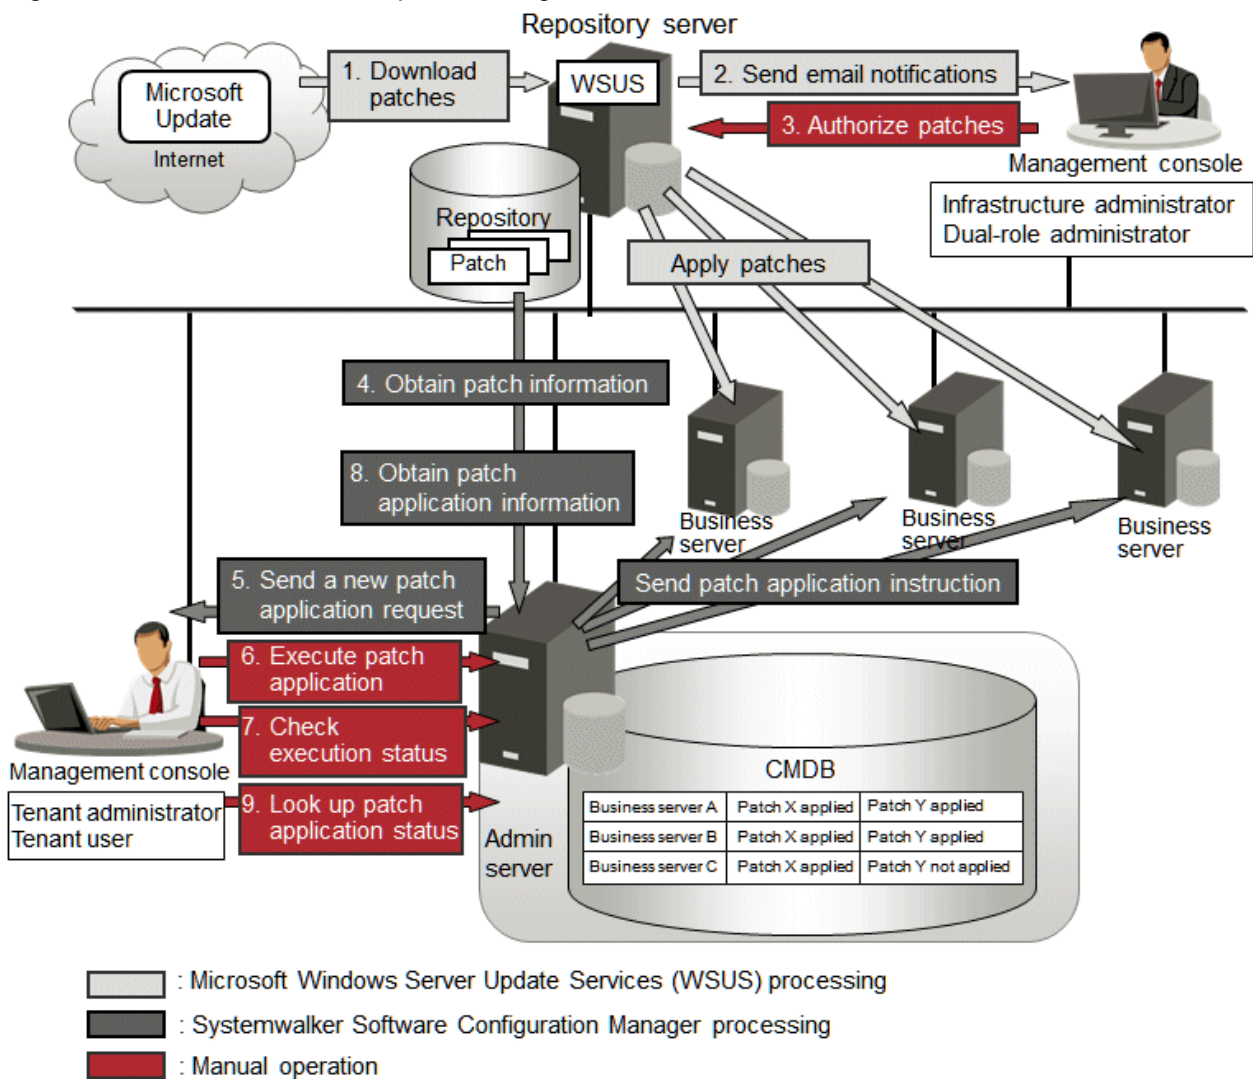 Repository server
1. Download
patches
WSUS
2. Send email notifications
Microsoft
Update
Internet
3. Authorize patches
Management console
Infrastructure administrator
Dual-role administrator
Repository
Patch
Apply patches
4. Obtain patch information
8. Obtain patch
application information
Business
server
Business
server
Business
server
5. Send a new patch
application request
Send patch application instruction
6. Execute patch
application
7. Check
execution status
Management console
Tenant administrator
Tenant user
9. Look up patch
application status
Admin
server
CMDB
Business server A Patch X applied Patch Y applied
Business server B Patch X applied Patch Y applied
Business server C Patch X applied Patch Y not applied
: Microsoft Windows Server Update Services (WSUS) processing
: Systemwalker Software Configuration Manager processing
: Manual operation